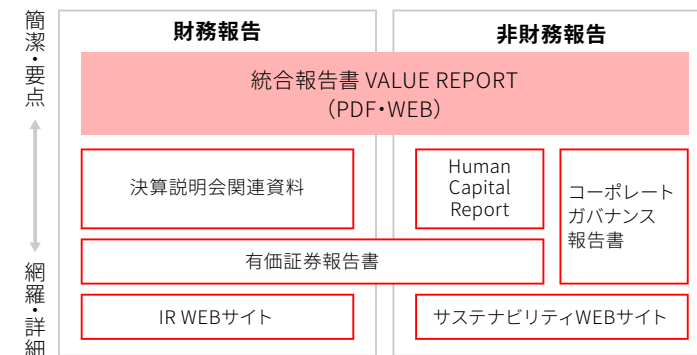 簡潔・要点
財務報告
非財務報告
統合報告書 VALUE REPORT
（PDF・WEB）
決算説明会関連資料
Human
Capital
Report
コーポレート
ガバナンス
報告書
有価証券報告書
網羅・詳細
IR WEBサイト
サステナビリティWEBサイト